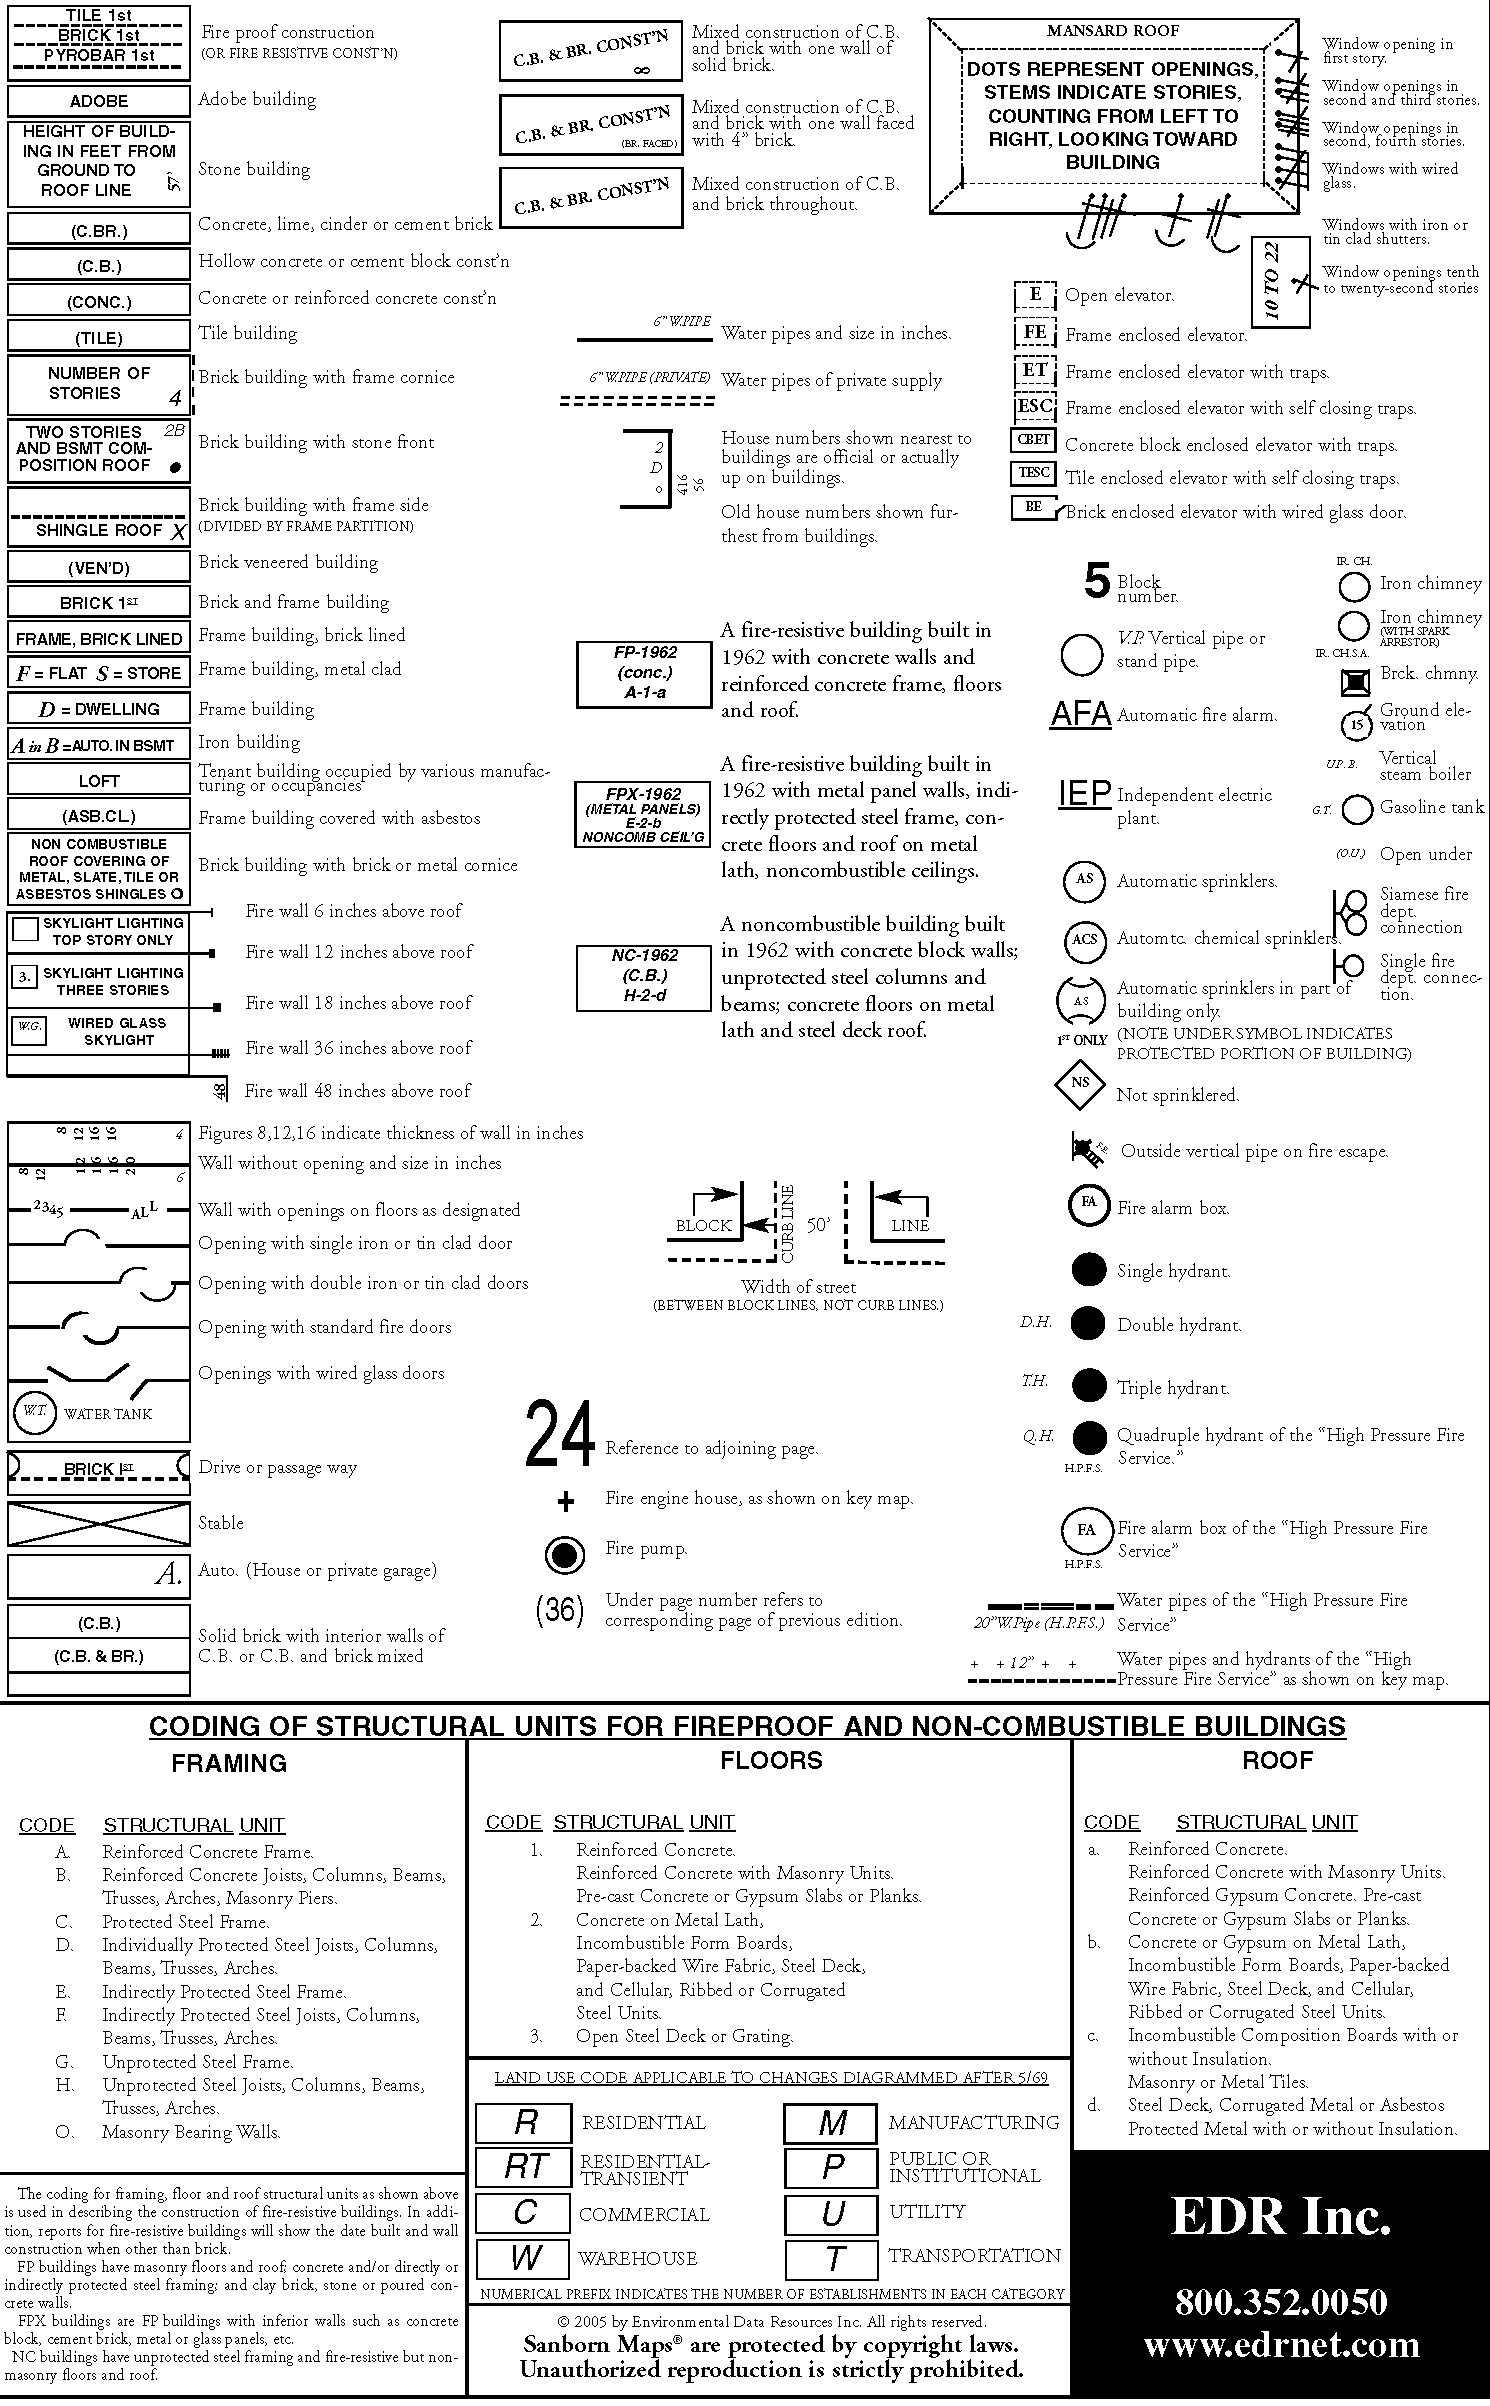 TILE 1st
BRICK 1st
PYROBAR 1st
Fire proof construction
(OR FIRE RESISTIVE CONST'N)
ADOBE
Adobe building
HEIGHT OF BUILD-
ING IN FEET FROM
GROUND TO
ROOF LINE
57'
Stone building
(C.BR.)
Concrete, lime, cinder or cement brick
(C.B.)
Hollow concrete or cement block const'n
(CONC.)
Concrete or reinforced concrete const'n
(TILE)
Tile building
NUMBER OF
STORIES
4
Brick building with frame cornice
TWO STORIES 2B
AND BSMT COM-
POSITION ROOF
Brick building with stone front
SHINGLE ROOF X
Brick building with frame side
(DIVIDED BY FRAME PARTITION)
(VEN'D)
Brick veneered building
BRICK 1ST
Brick and frame building
FRAME, BRICK LINED
Frame building, brick lined
F = FLAT S = STORE
Frame building, metal clad
D = DWELLING
Frame building
A in B =AUTO. IN BSMT
Iron building
LOFT
Tenant building occupied by various manufac-
turing or occupancies
(ASB.CL.)
Frame building covered with asbestos
NON COMBUSTIBLE
ROOF COVERING OF
METAL, SLATE, TILE OR
ASBESTOS SHINGLES O
Brick building with brick or metal cornice
SKYLIGHT LIGHTING
TOP STORY ONLY
Fire wall 6 inches above roof
Fire wall 12 inches above roof
3. SKYLIGHT LIGHTING
THREE STORIES
Fire wall 18 inches above roof
W.G. WIRED GLASS
SKYLIGHT
Fire wall 36 inches above roof
48
Fire wall 48 inches above roof
8 12 16 16 4
Figures 8,12,16 indicate thickness of wall in inches
8 12 12 16 16 20 6
Wall without opening and size in inches
2345 ALL
Wall with openings on floors as designated
Opening with single iron or tin clad door
Opening with double iron or tin clad doors
Opening with standard fire doors
Openings with wired glass doors
W.T. WATER TANK
BRICK IST.
Drive or passage way
Stable
A.
Auto. (House or private garage)
(C.B.)
(C.B. & BR.)
Solid brick with interior walls of
C.B. or C.B. and brick mixed
C.B. & BR. CONST'N
∞
Mixed construction of C.B.
and brick with one wall of
solid brick.
C.B. & BR. CONST'N
(BR. FACED)
Mixed construction of C.B.
and brick with one wall faced
with 4” brick.
C.B. & BR. CONST'N
Mixed construction of C.B.
and brick throughout.
6” W.PIPE
Water pipes and size in inches.
6” W.PIPE (PRIVATE)
Water pipes of private supply
2
D
o
416
56
House numbers shown nearest to
buildings are official or actually
up on buildings.
Old house numbers shown fur-
thest from buildings.
FP-1962
(conc.)
A-1-a
A fire-resistive building built in
1962 with concrete walls and
reinforced concrete frame, floors
and roof.
FPX-1962
(METAL PANELS)
E-2-b
NONCOMB CEIL'G
A fire-resistive building built in
1962 with metal panel walls, indi-
rectly protected steel frame, con-
crete floors and roof on metal
lath, noncombustible ceilings.
NC-1962
(C.B.)
H-2-d
A noncombustible building built
in 1962 with concrete block walls;
unprotected steel columns and
beams; concrete floors on metal
lath and steel deck roof.
BLOCK
CURB LINE
50'
LINE
Width of street
(BETWEEN BLOCK LINES, NOT CURB LINES.)
24
Reference to adjoining page.
+
Fire engine house, as shown on key map.
Fire pump.
(36)
Under page number refers to
corresponding page of previous edition.
MANSARD ROOF
DOTS REPRESENT OPENINGS,
STEMS INDICATE STORIES,
COUNTING FROM LEFT TO
RIGHT, LOOKING TOWARD
BUILDING
Window opening in
first story.
Window openings in
second and third stories.
Window openings in
second, fourth stories.
Windows with wired
glass.
Windows with iron or
tin clad shutters.
10 TO 22
Window openings tenth
to twenty-second stories
E
Open elevator.
FE
Frame enclosed elevator.
ET
Frame enclosed elevator with traps.
ESC
Frame enclosed elevator with self closing traps.
CBET
Concrete block enclosed elevator with traps.
TESC
Tile enclosed elevator with self closing traps.
BE
Brick enclosed elevator with wired glass door.
5
Block
number.
V.P. Vertical pipe or
stand pipe.
AFA
Automatic fire alarm.
IEP
Independent electric
plant.
AS
Automatic sprinklers.
ACS
Automtc. chemical sprinklers.
A.S
Automatic sprinklers in part of
building only.
1ST ONLY
(NOTE UNDER SYMBOL INDICATES
PROTECTED PORTION OF BUILDING)
NS
Not sprinklered.
F.E.
Outside vertical pipe on fire escape.
FA
Fire alarm box.
Single hydrant.
D.H.
Double hydrant.
T.H.
Triple hydrant.
Q.H.
H.P.F.S.
Quadruple hydrant of the “High Pressure Fire
Service.”
FA
H.P.F.S.
Fire alarm box of the “High Pressure Fire
Service”
20”W.Pipe (H.P.F.S.)
Water pipes of the “High Pressure Fire
Service”
+ + 12” + +
Water pipes and hydrants of the “High
Pressure Fire Service” as shown on key map.
IR. CH.
Iron chimney
Iron chimney
(WITH SPARK
ARRESTOR)
IR. CH.S.A.
Brck. chmny.
15
Ground ele-
vation
UP. B.
Vertical
steam boiler
G.T.
Gasoline tank
(O.U.)
Open under
Siamese fire
dept.
connection
Single fire
dept. connec-
tion.
CODING OF STRUCTURAL UNITS FOR FIREPROOF AND NON-COMBUSTIBLE BUILDINGS
FRAMING
CODE STRUCTURAL UNIT
A. Reinforced Concrete Frame.
B. Reinforced Concrete Joists, Columns, Beams,
Trusses, Arches, Masonry Piers.
C. Protected Steel Frame.
D. Individually Protected Steel Joists, Columns,
Beams, Trusses, Arches.
E. Indirectly Protected Steel Frame.
F. Indirectly Protected Steel Joists, Columns,
Beams, Trusses, Arches.
G. Unprotected Steel Frame.
H. Unprotected Steel Joists, Columns, Beams,
Trusses, Arches.
O. Masonry Bearing Walls.
The coding for framing, floor and roof structural units as shown above
is used in describing the construction of fire-resistive buildings. In addi-
tion, reports for fire-resistive buildings will show the date built and wall
construction when other than brick.
FP buildings have masonry floors and roof; concrete and/or directly or
indirectly protected steel framing; and clay brick, stone or poured con-
crete walls.
FPX buildings are FP buildings with inferior walls such as concrete
block, cement brick, metal or glass panels, etc.
NC buildings have unprotected steel framing and fire-resistive but non-
masonry floors and roof.
FLOORS
CODE STRUCTURAL UNIT
1. Reinforced Concrete.
Reinforced Concrete with Masonry Units.
Pre-cast Concrete or Gypsum Slabs or Planks.
2. Concrete on Metal Lath,
Incombustible Form Boards,
Paper-backed Wire Fabric, Steel Deck,
and Cellular, Ribbed or Corrugated
Steel Units.
3. Open Steel Deck or Grating.
LAND USE CODE APPLICABLE TO CHANGES DIAGRAMMED AFTER 5/69
R RESIDENTIAL
M MANUFACTURING
RT RESIDENTIAL-
TRANSIENT
P PUBLIC OR
INSTITUTIONAL
C COMMERCIAL
U UTILITY
W WAREHOUSE
T TRANSPORTATION
NUMERICAL PREFIX INDICATES THE NUMBER OF ESTABLISHMENTS IN EACH CATEGORY
© 2005 by Environmental Data Resources Inc. All rights reserved.
Sanborn Maps® are protected by copyright laws.
Unauthorized reproduction is strictly prohibited.
ROOF
CODE STRUCTURAL UNIT
a. Reinforced Concrete.
Reinforced Concrete with Masonry Units.
Reinforced Gypsum Concrete. Pre-cast
Concrete or Gypsum Slabs or Planks.
b. Concrete or Gypsum on Metal Lath,
Incombustible Form Boards, Paper-backed
Wire Fabric, Steel Deck, and Cellular,
Ribbed or Corrugated Steel Units.
c. Incombustible Composition Boards with or
without Insulation.
Masonry or Metal Tiles.
d. Steel Deck, Corrugated Metal or Asbestos
Protected Metal with or without Insulation.
EDR Inc.
800.352.0050
www.edrnet.com